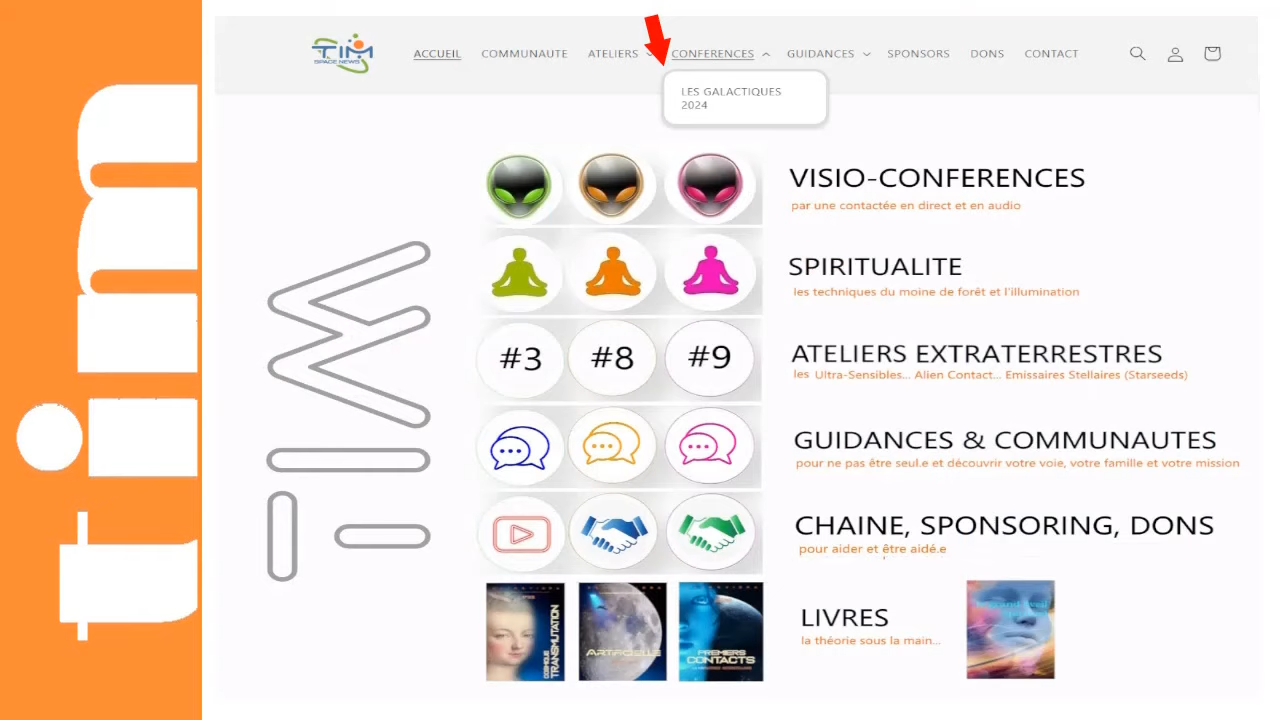 tim
TIM
SPACE NEWS
ACCUEIL COMMUNAUTE ATELIERS CONFERENCES GUIDANCES SPONSORS DONS CONTACT
LES GALACTIQUES
2024
TIM
VISIO-CONFERENCES
par une contactée en direct et en audio
SPIRITUALITE
les techniques du moine de forêt et l'illumination
#3 #8 #9
ATELIERS EXTRATERRESTRES
les Ultra-Sensibles... Alien Contact... Emissaires Stellaires (Starseeds)
GUIDANCES & COMMUNAUTES
pour ne pas être seul.e et découvrir votre voie, votre famille et votre mission
CHAINE, SPONSORING, DONS
pour aider et être aidé.e
COSMIQUE
TRANSMUTATION
ARTIFICIELLE
PREMIERS
CONTACTS
LIVRES
la théorie sous la main...